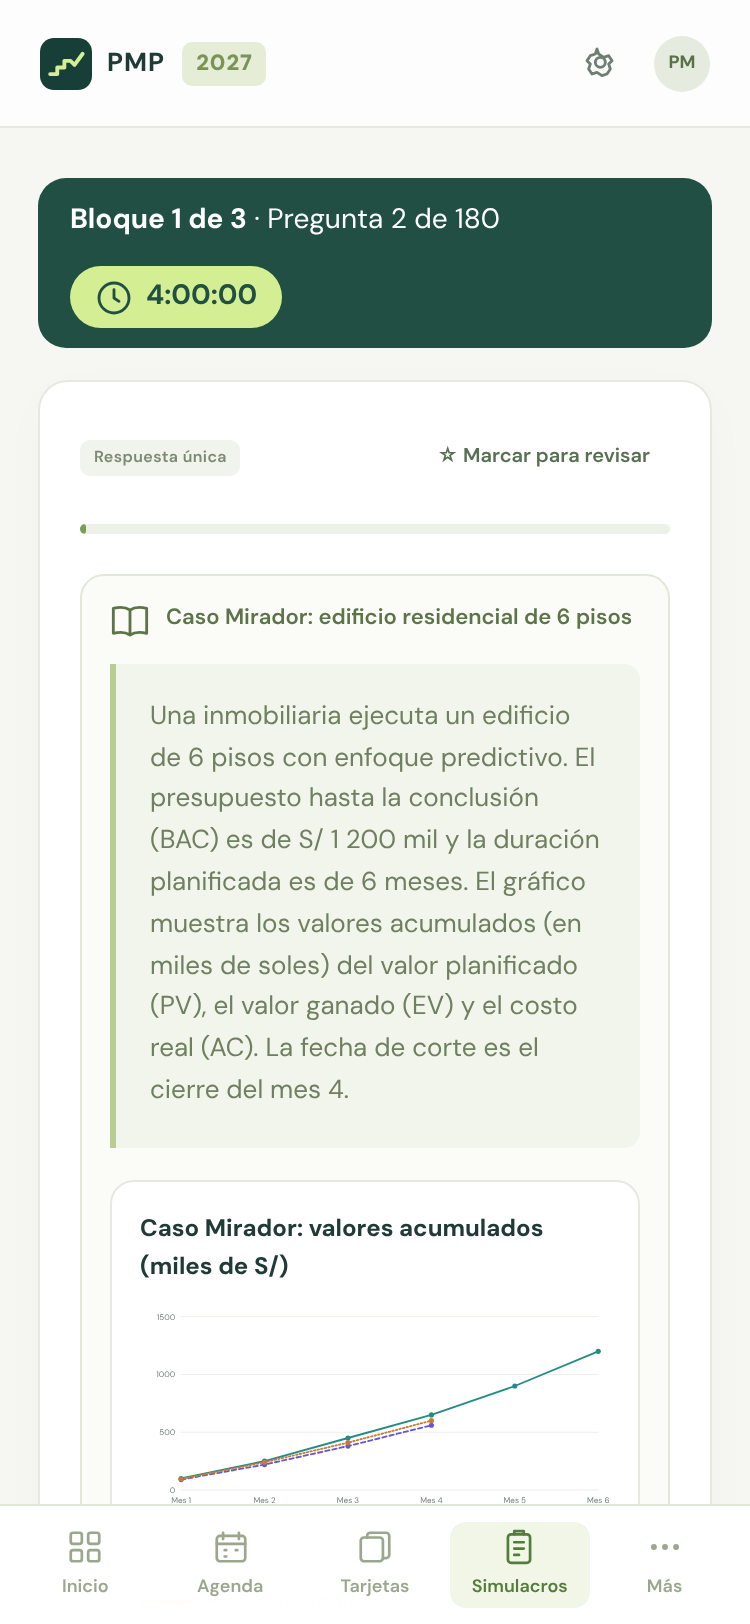 PMP 2027 PM
Bloque 1 de 3 · Pregunta 2 de 180
4:00:00
Respuesta única ☆ Marcar para revisar
Caso Mirador: edificio residencial de 6 pisos
Una inmobiliaria ejecuta un edificio
de 6 pisos con enfoque predictivo. El
presupuesto hasta la conclusión
(BAC) es de S/ 1 200 mil y la duración
planificada es de 6 meses. El gráfico
muestra los valores acumulados (en
miles de soles) del valor planificado
(PV), el valor ganado (EV) y el costo
real (AC). La fecha de corte es el
cierre del mes 4.
Caso Mirador: valores acumulados
(miles de S/)
1500
1000
500
0
Mes 1 Mes 2 Mes 3 Mes 4 Mes 5 Mes 6
Inicio Agenda Tarjetas Simulacros Más